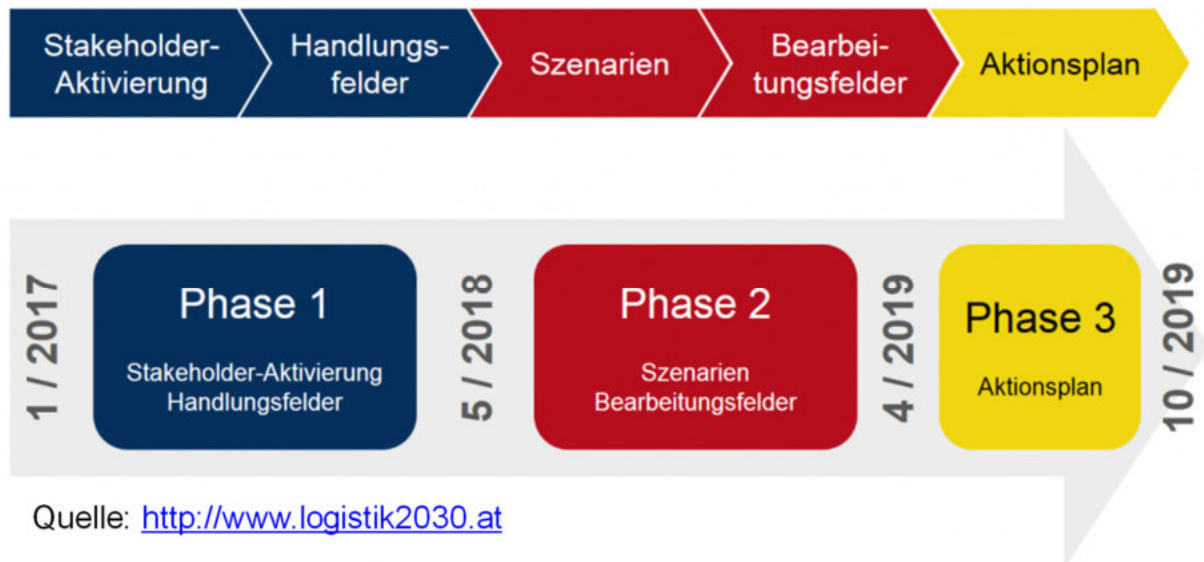 Stakeholder-
Aktivierung
Handlungs-
felder
Szenarien
Bearbei-
tungsfelder
Aktionsplan
1 / 2017
Phase 1
Stakeholder-Aktivierung
Handlungsfelder
5 / 2018
Phase 2
Szenarien
Bearbeitungsfelder
4 / 2019
Phase 3
Aktionsplan
10 / 2019
Quelle: http://www.logistik2030.at